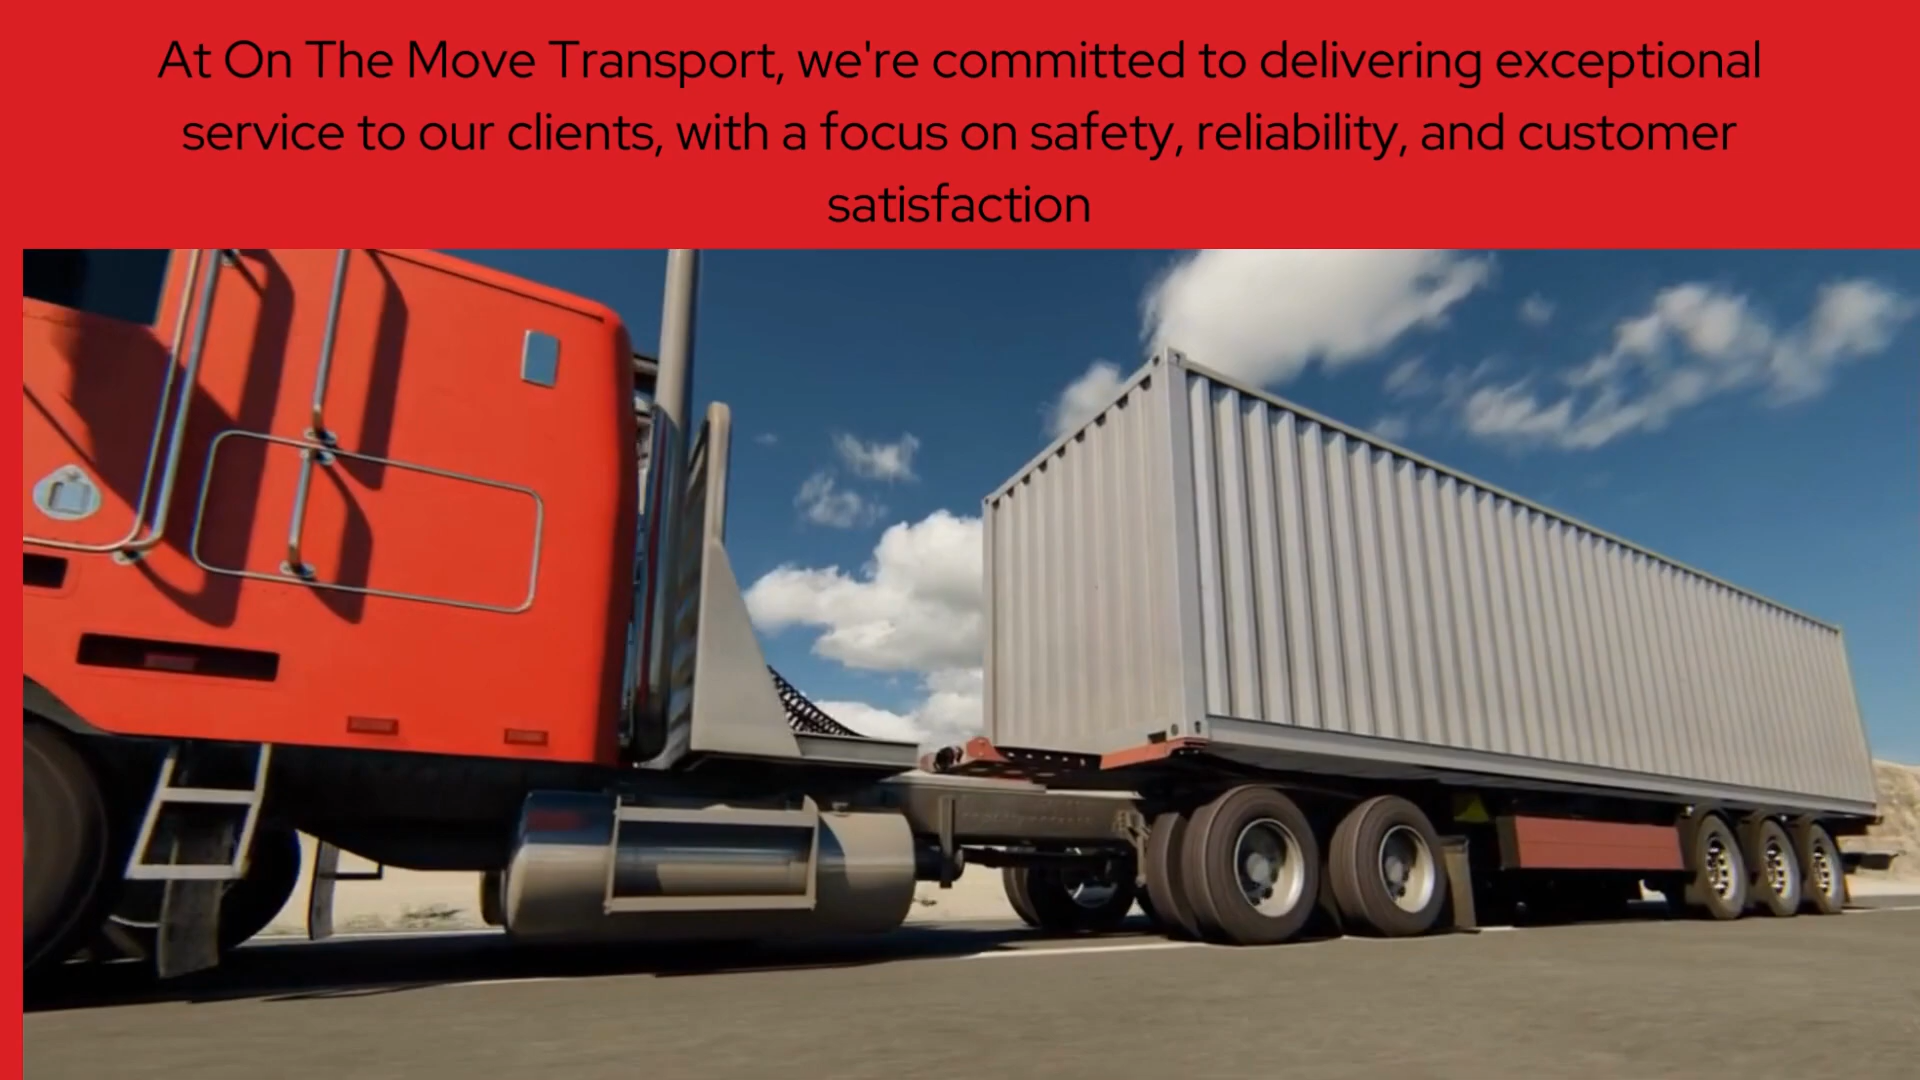 At On The Move Transport, we're committed to delivering exceptional
service to our clients, with a focus on safety, reliability, and customer
satisfaction